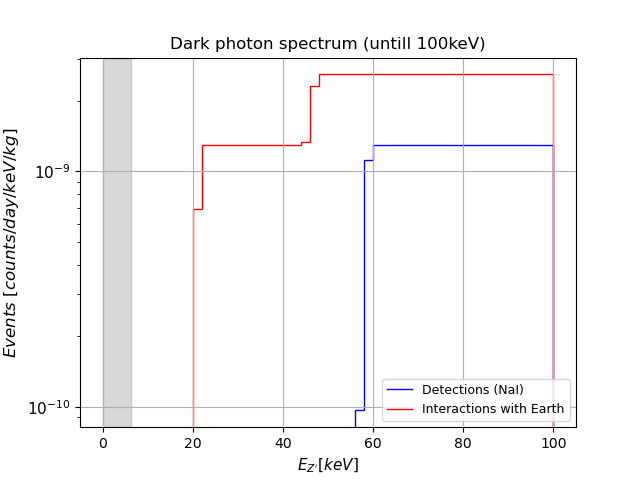 Dark photon spectrum (untill 100keV)
Events [counts/day/keV/kg]
10⁻⁹
10⁻¹⁰
0 20 40 60 80 100
E_Z'[keV]
Detections (NaI)
Interactions with Earth